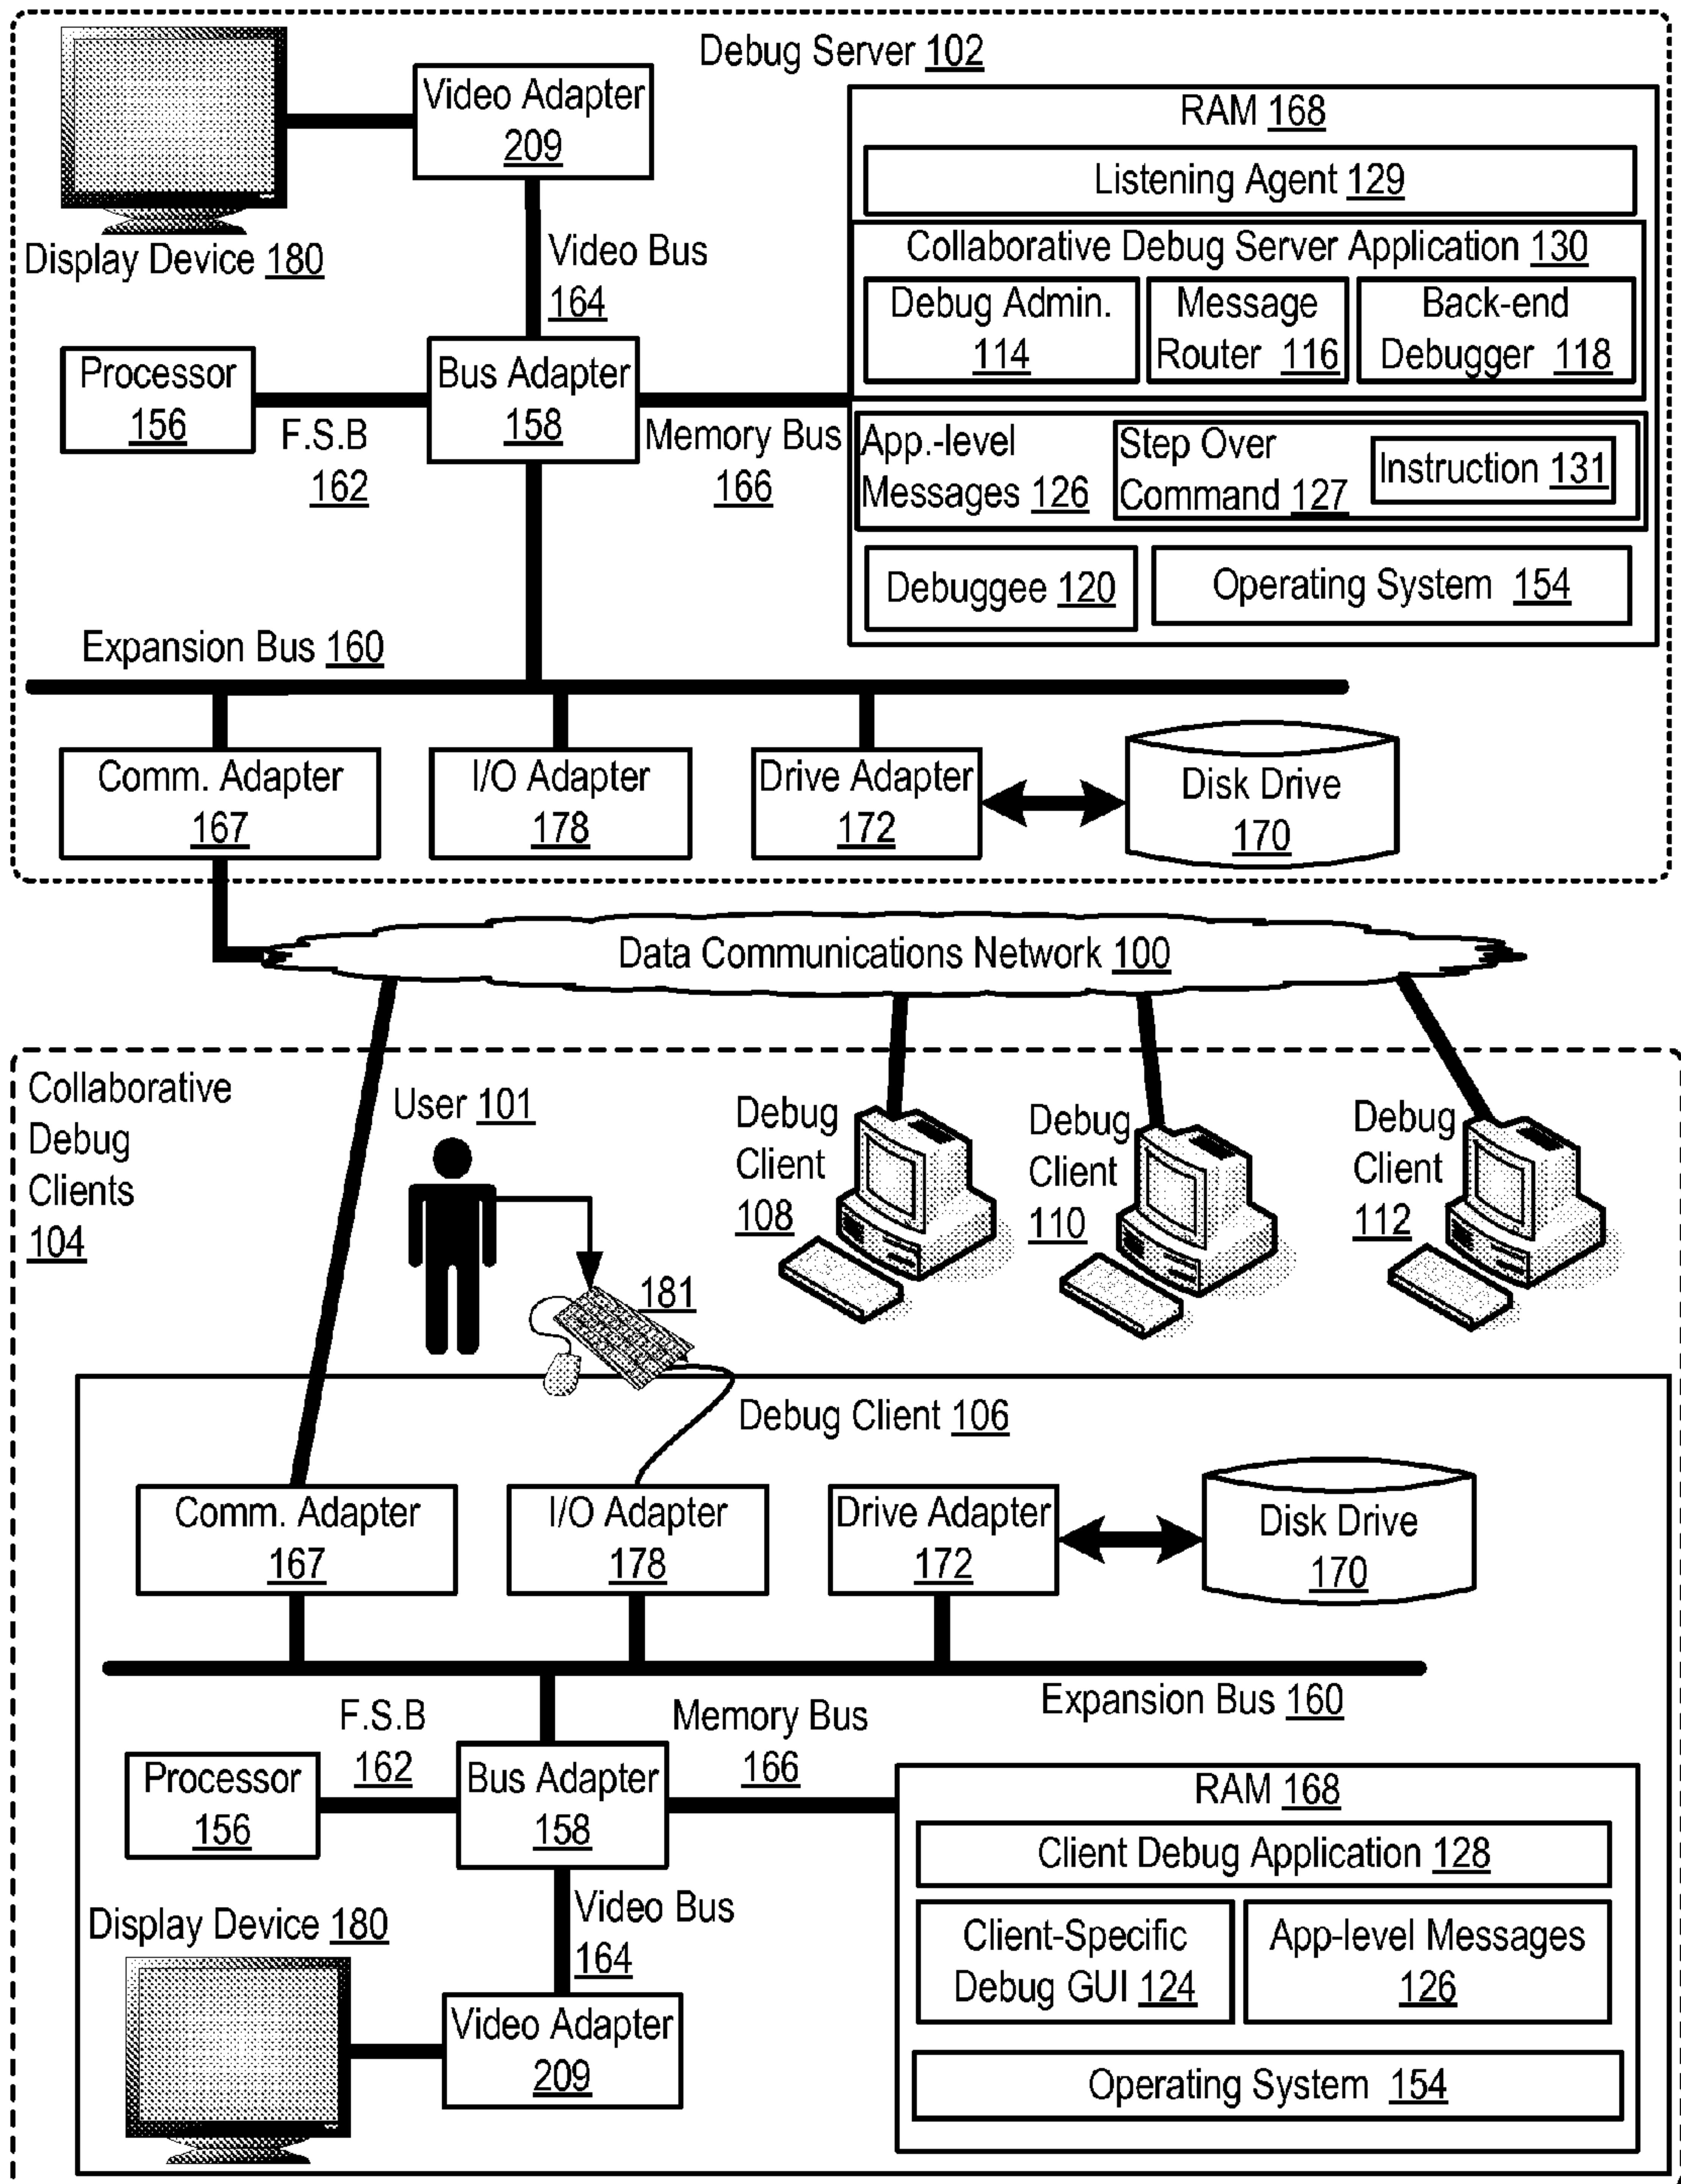 Debug Server 102
Video Adapter
209
Display Device 180
Video Bus
164
Processor
156
F.S.B
162
Bus Adapter
158
Memory Bus
166
RAM 168
Listening Agent 129
Collaborative Debug Server Application 130
Debug Admin.
114
Message
Router 116
Back-end
Debugger 118
App.-level
Messages 126
Step Over
Command 127
Instruction 131
Debuggee 120
Operating System 154
Expansion Bus 160
Comm. Adapter
167
I/O Adapter
178
Drive Adapter
172
Disk Drive
170
Data Communications Network 100
Collaborative
Debug
Clients
104
User 101
181
Debug
Client
108
Debug
Client
110
Debug
Client
112
Debug Client 106
Comm. Adapter
167
I/O Adapter
178
Drive Adapter
172
Disk Drive
170
Expansion Bus 160
F.S.B
162
Memory Bus
166
Processor
156
Bus Adapter
158
Video Bus
164
Display Device 180
Video Adapter
209
RAM 168
Client Debug Application 128
Client-Specific
Debug GUI 124
App-level Messages
126
Operating System 154